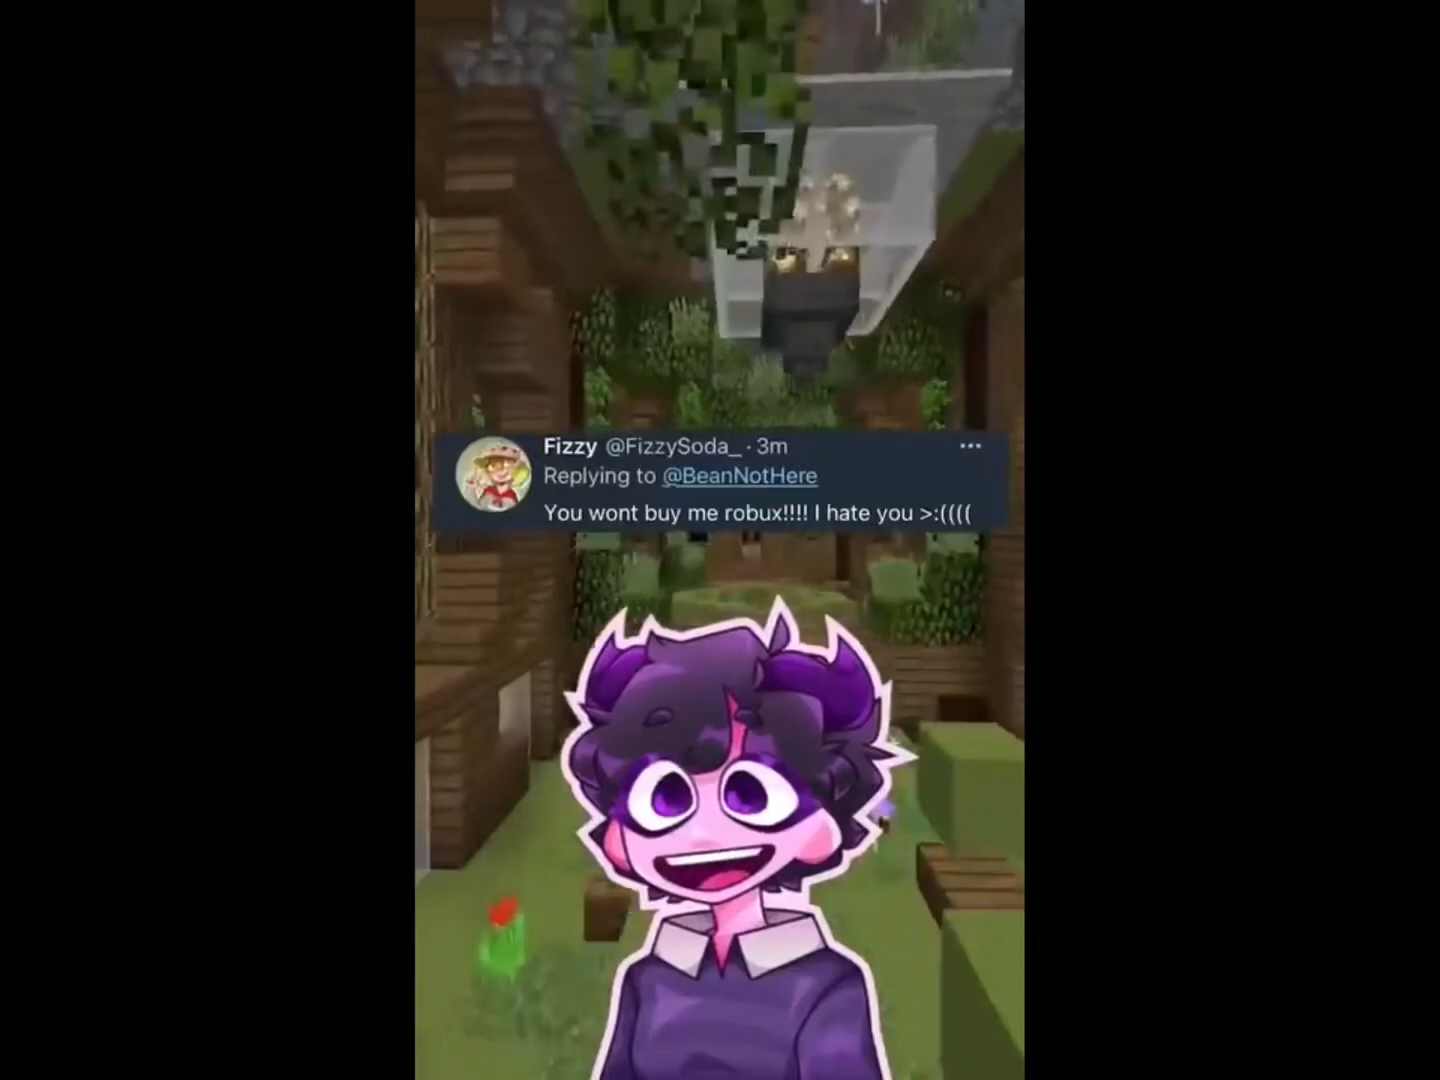 Fizzy @FizzySoda_ · 3m
Replying to @BeanNotHere
You wont buy me robux!!!! I hate you >:((((